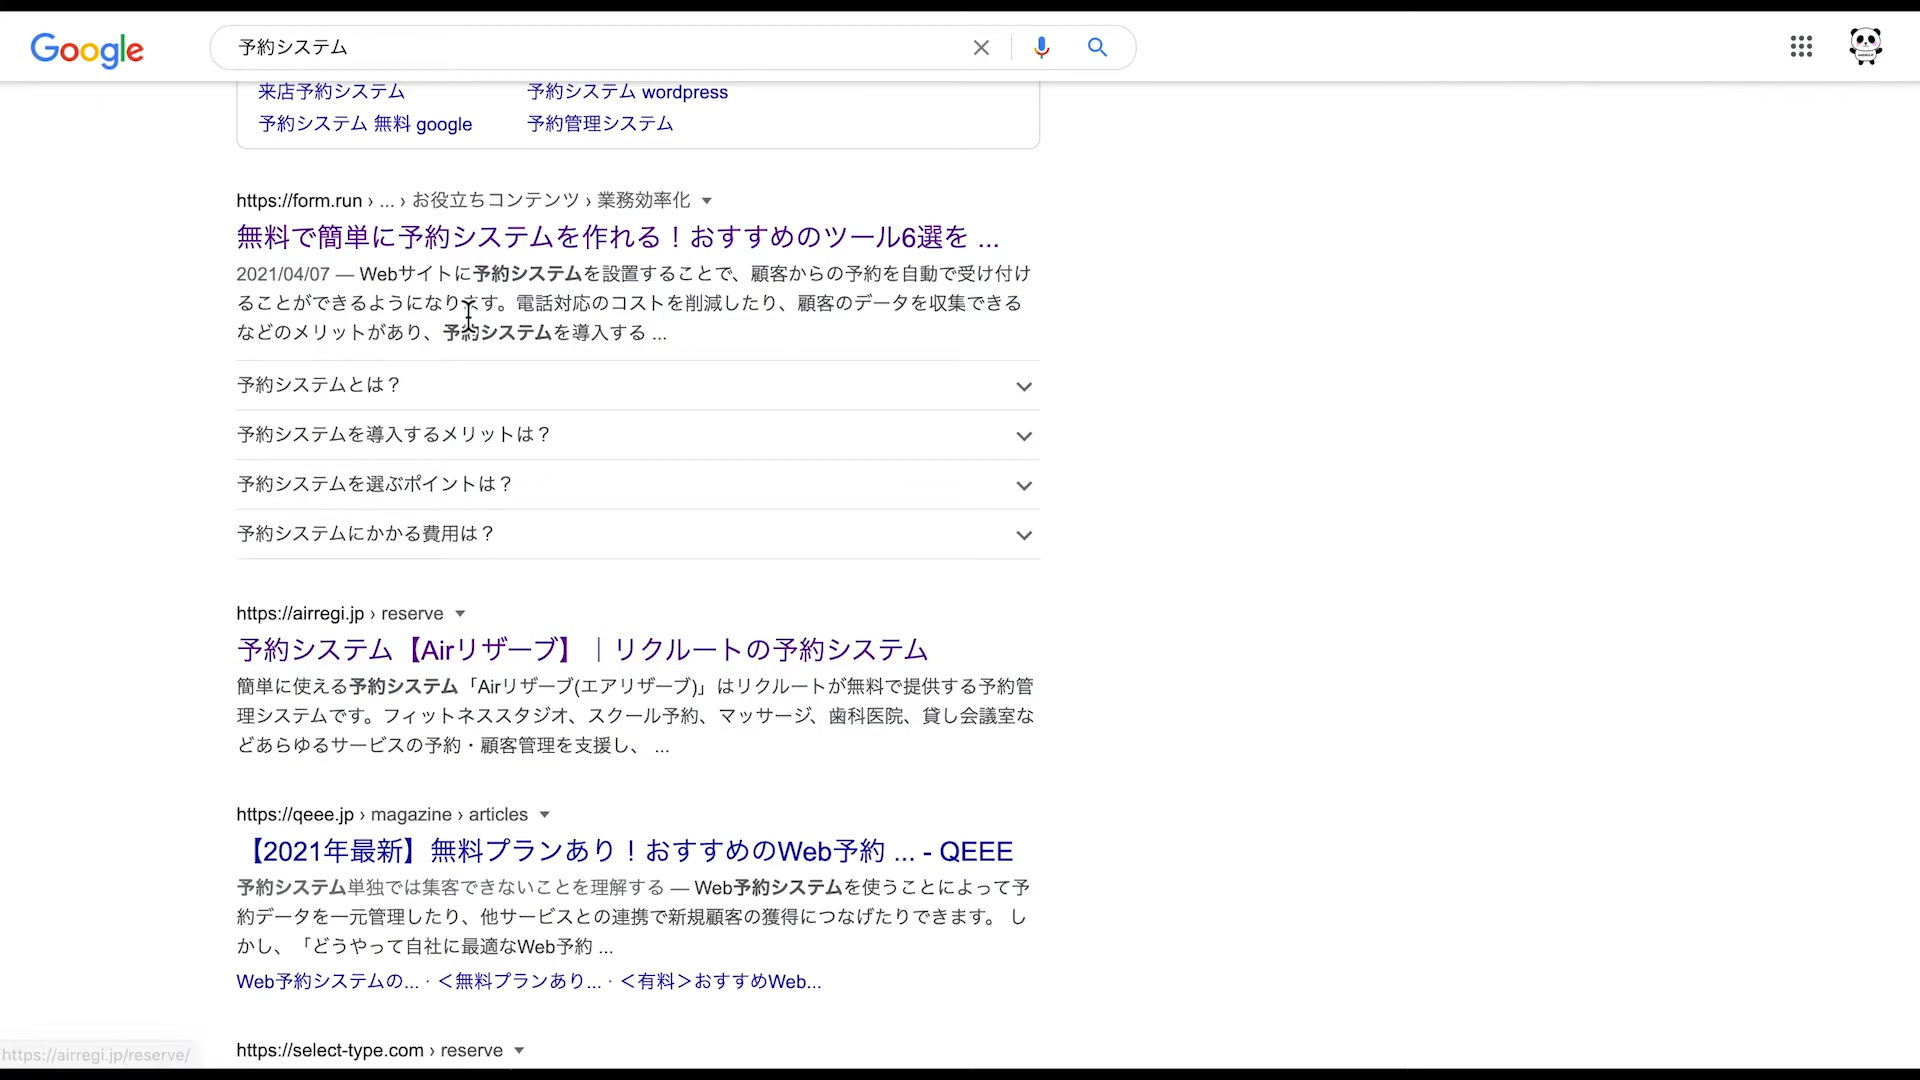 Google
予約システム
来店予約システム 予約システム wordpress
予約システム 無料 google 予約管理システム
https://form.run › ... › お役立ちコンテンツ › 業務効率化
無料で簡単に予約システムを作れる！おすすめのツール6選を ...
2021/04/07 — Webサイトに予約システムを設置することで、顧客からの予約を自動で受け付け
ることができるようになります。電話対応のコストを削減したり、顧客のデータを収集できる
などのメリットがあり、予約システムを導入する ...
予約システムとは？
予約システムを導入するメリットは？
予約システムを選ぶポイントは？
予約システムにかかる費用は？
https://airregi.jp › reserve
予約システム【Airリザーブ】｜リクルートの予約システム
簡単に使える予約システム「Airリザーブ(エアリザーブ)」はリクルートが無料で提供する予約管
理システムです。フィットネススタジオ、スクール予約、マッサージ、歯科医院、貸し会議室な
どあらゆるサービスの予約・顧客管理を支援し、 ...
https://qeee.jp › magazine › articles
【2021年最新】無料プランあり！おすすめのWeb予約 ... - QEEE
予約システム単独では集客できないことを理解する — Web予約システムを使うことによって予
約データを一元管理したり、他サービスとの連携で新規顧客の獲得につなげたりできます。 し
かし、「どうやって自社に最適なWeb予約 ...
Web予約システムの... · ＜無料プランあり... · ＜有料＞おすすめWeb...
https://select-type.com › reserve
https://airregi.jp/reserve/